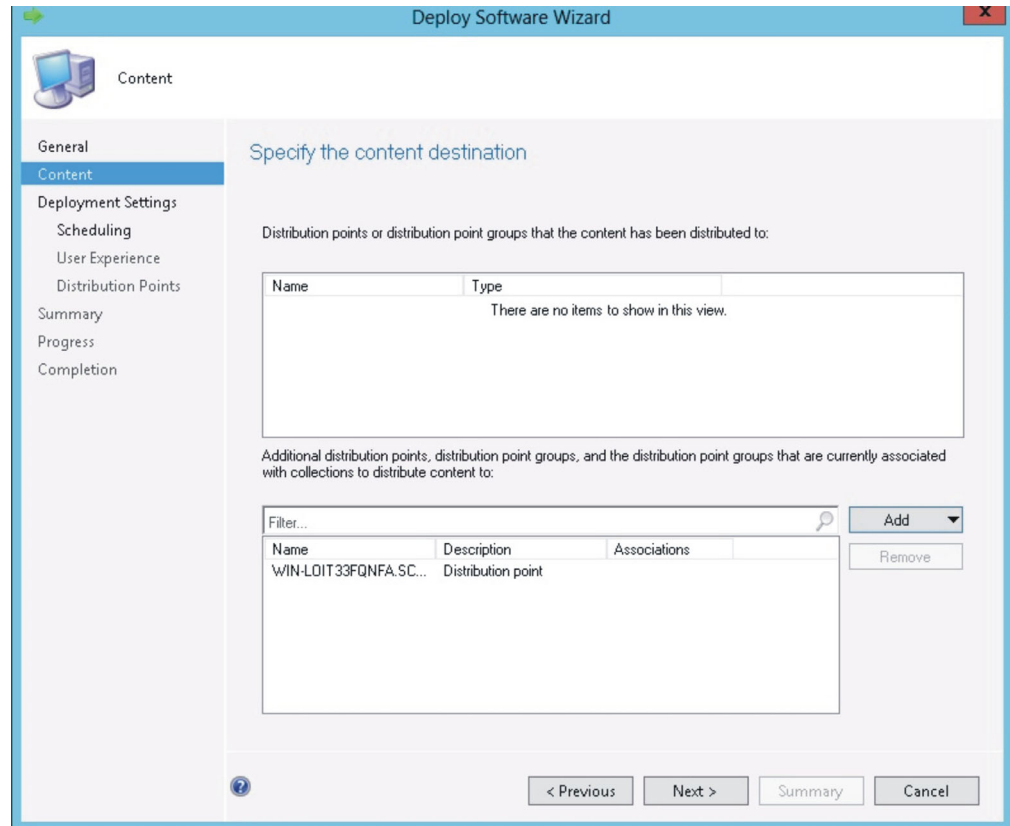 Deploy Software Wizard
x
Content
General
Content
Deployment Settings
Scheduling
User Experience
Distribution Points
Summary
Progress
Completion
Specify the content destination
Distribution points or distribution point groups that the content has been distributed to:
Name Type
There are no items to show in this view.
Additional distribution points, distribution point groups, and the distribution point groups that are currently associated
with collections to distribute content to:
Filter...
Add
Remove
Name Description Associations
WIN-LOIT33FQNFA.SC... Distribution point
?
< Previous Next > Summary Cancel